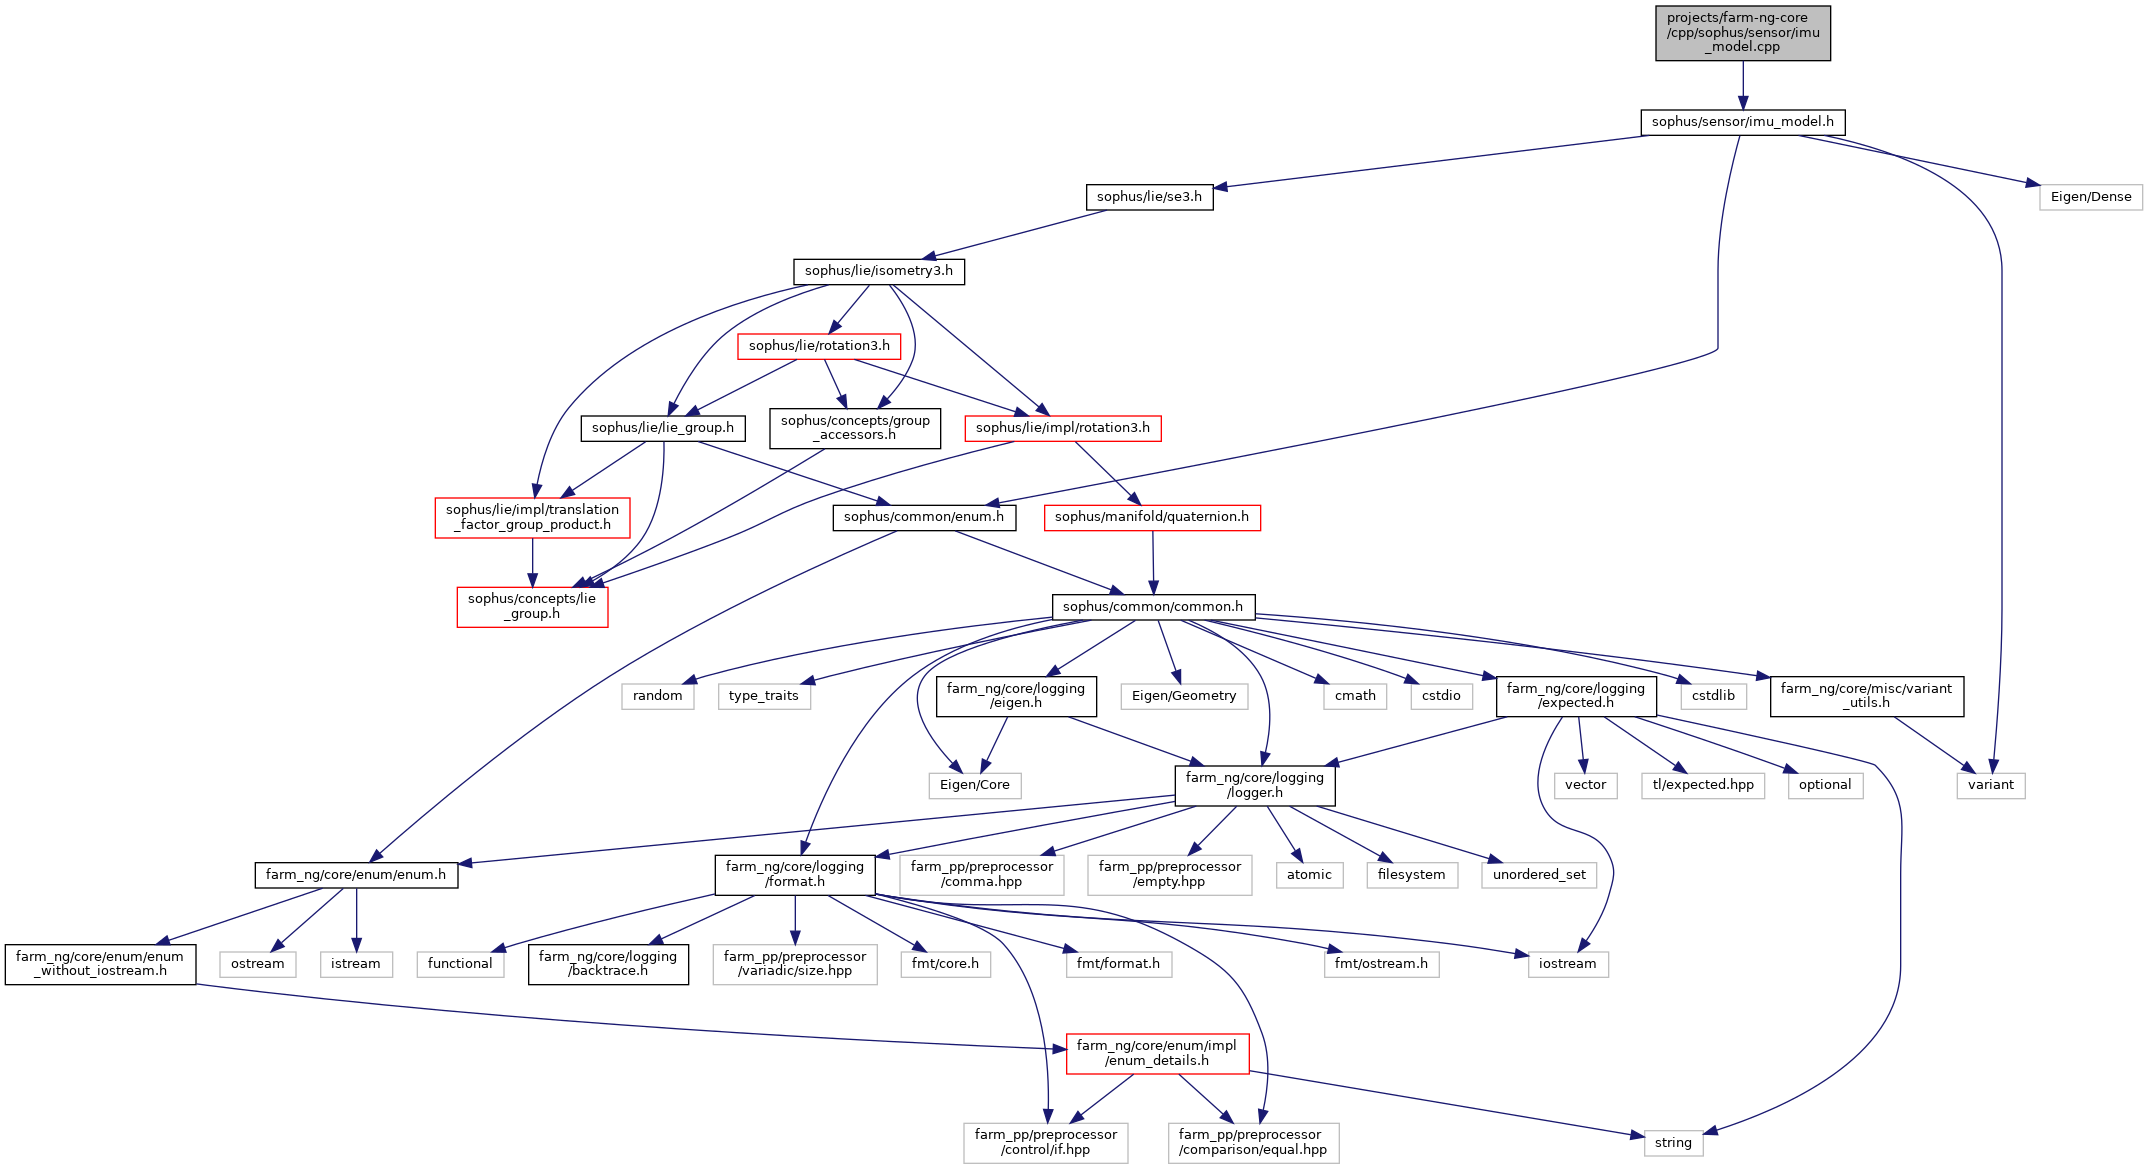 projects/farm-ng-core
/cpp/sophus/sensor/imu
_model.cpp
sophus/sensor/imu_model.h
sophus/lie/se3.h
Eigen/Dense
sophus/lie/isometry3.h
sophus/lie/rotation3.h
sophus/lie/lie_group.h
sophus/concepts/group
_accessors.h
sophus/lie/impl/rotation3.h
sophus/lie/impl/translation
_factor_group_product.h
sophus/common/enum.h
sophus/manifold/quaternion.h
sophus/concepts/lie
_group.h
sophus/common/common.h
random
type_traits
farm_ng/core/logging
/eigen.h
Eigen/Geometry
cmath
cstdio
farm_ng/core/logging
/expected.h
cstdlib
farm_ng/core/misc/variant
_utils.h
Eigen/Core
farm_ng/core/logging
/logger.h
vector
tl/expected.hpp
optional
variant
farm_ng/core/enum/enum.h
farm_ng/core/logging
/format.h
farm_pp/preprocessor
/comma.hpp
farm_pp/preprocessor
/empty.hpp
atomic
filesystem
unordered_set
farm_ng/core/enum/enum
_without_iostream.h
ostream
istream
functional
farm_ng/core/logging
/backtrace.h
farm_pp/preprocessor
/variadic/size.hpp
fmt/core.h
fmt/format.h
fmt/ostream.h
iostream
farm_ng/core/enum/impl
/enum_details.h
farm_pp/preprocessor
/control/if.hpp
farm_pp/preprocessor
/comparison/equal.hpp
string